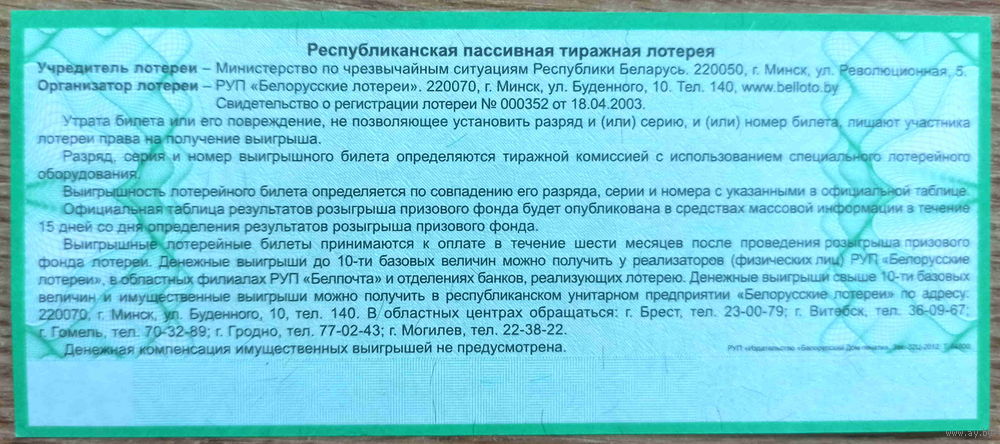 Республиканская пассивная тиражная лотерея
Учредитель лотереи – Министерство по чрезвычайным ситуациям Республики Беларусь. 220050, г. Минск, ул. Революционная, 5.
Организатор лотереи – РУП «Белорусские лотереи». 220070, г. Минск, ул. Буденного, 10. Тел. 140, www.belloto.by
Свидетельство о регистрации лотереи № 000352 от 18.04.2003.
Утрата билета или его повреждение, не позволяющее установить разряд и (или) серию, и (или) номер билета, лишают участника
лотереи права на получение выигрыша.
Разряд, серия и номер выигрышного билета определяются тиражной комиссией с использованием специального лотерейного
оборудования.
Выигрышность лотерейного билета определяется по совпадению его разряда, серии и номера с указанными в официальной таблице.
Официальная таблица результатов розыгрыша призового фонда будет опубликована в средствах массовой информации в течение
15 дней со дня определения результатов розыгрыша призового фонда.
Выигрышные лотерейные билеты принимаются к оплате в течение шести месяцев после проведения розыгрыша призового
фонда лотереи. Денежные выигрыши до 10-ти базовых величин можно получить у реализаторов (физических лиц) РУП «Белорусские
лотереи», в областных филиалах РУП «Белпочта» и отделениях банков, реализующих лотерею. Денежные выигрыши свыше 10-ти базовых
величин и имущественные выигрыши можно получить в республиканском унитарном предприятии «Белорусские лотереи» по адресу:
220070, г. Минск, ул. Буденного, 10, тел. 140. В областных центрах обращаться: г. Брест, тел. 23-00-79; г. Витебск, тел. 36-09-67;
г. Гомель, тел. 70-32-89; г. Гродно, тел. 77-02-43; г. Могилев, тел. 22-38-22.
Денежная компенсация имущественных выигрышей не предусмотрена.
РУП «Издательство «Белорусский Дом печати».
www.ay.by